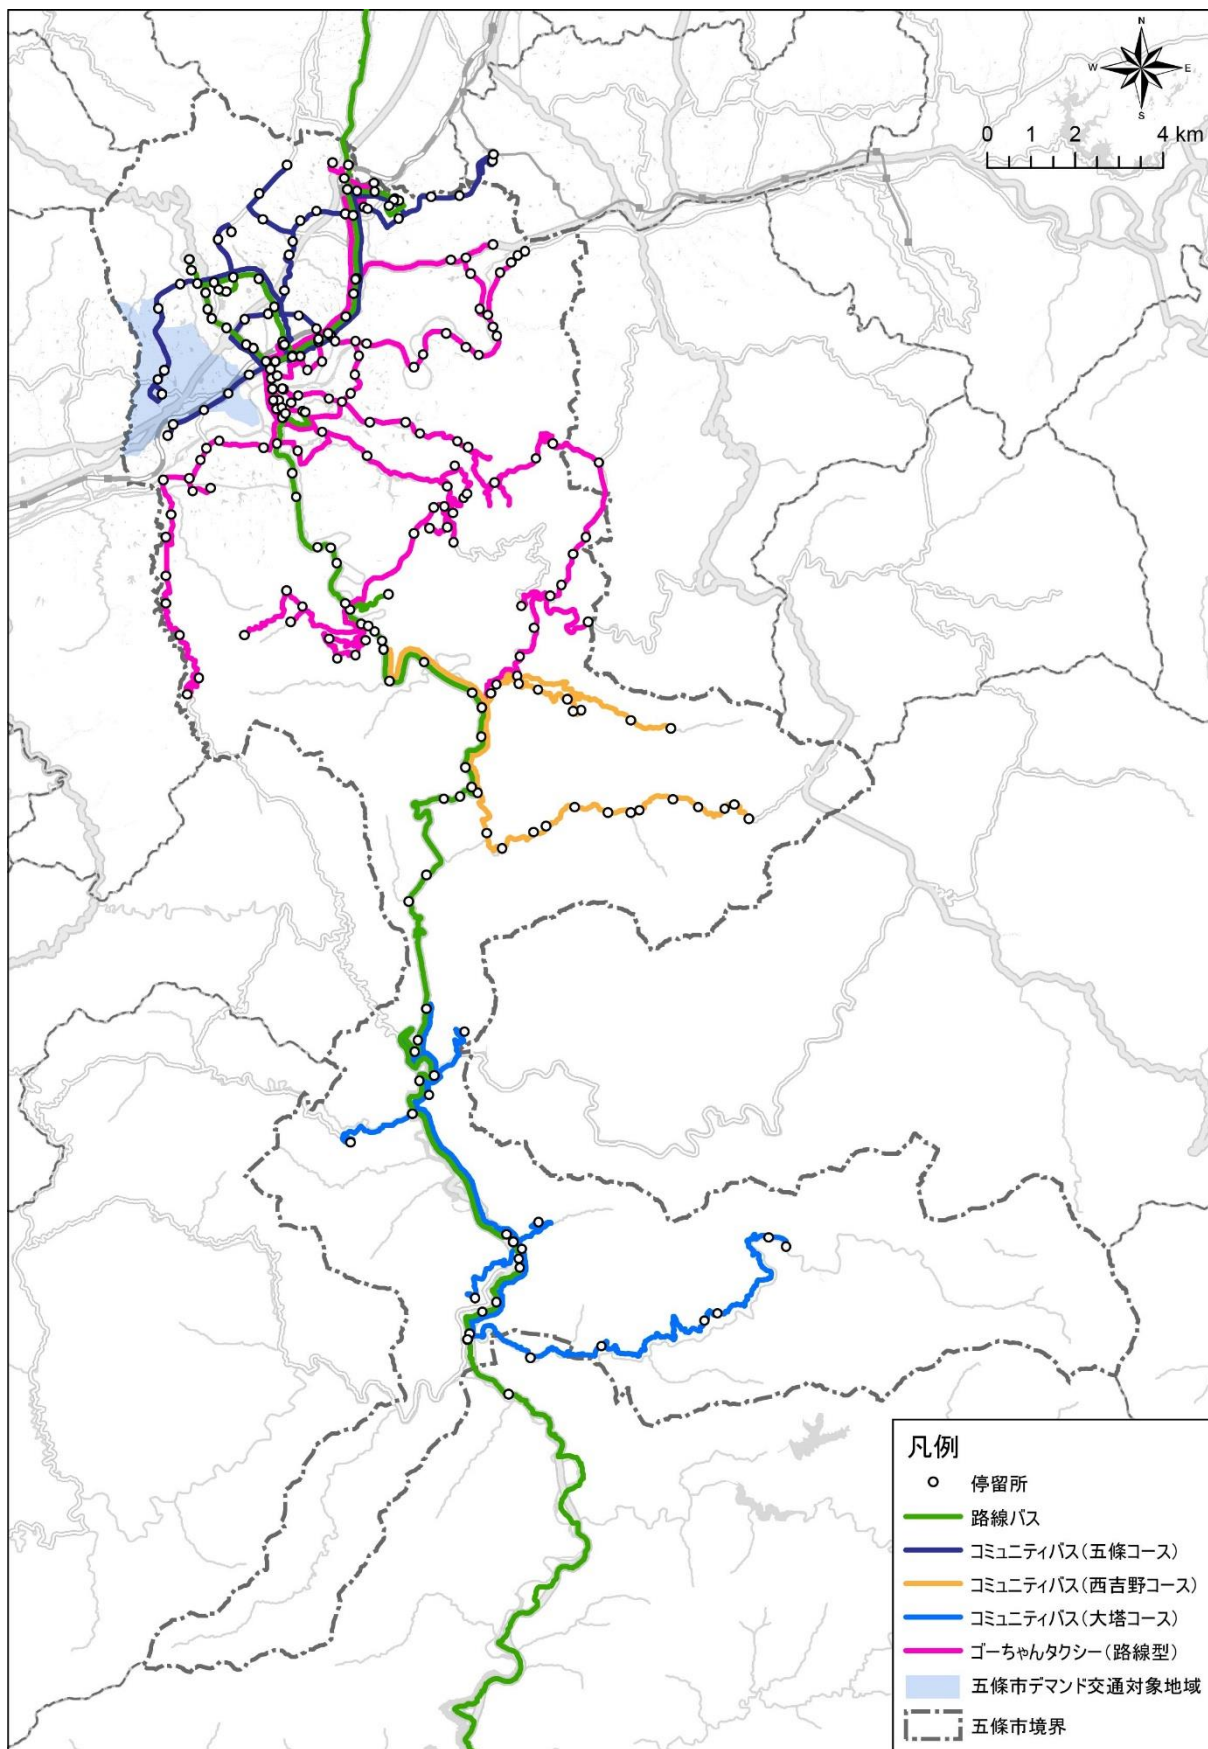 N
W E
S
0 1 2 4 km
凡例
停留所
路線バス
コミュニティバス(五條コース)
コミュニティバス(西吉野コース)
コミュニティバス(大塔コース)
ゴーちゃんタクシー(路線型)
五條市デマンド交通対象地域
五條市境界